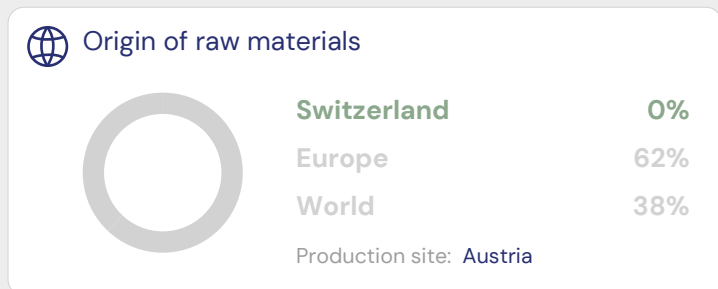 Origin of raw materials
Switzerland 0%
Europe 62%
World 38%
Production site: Austria